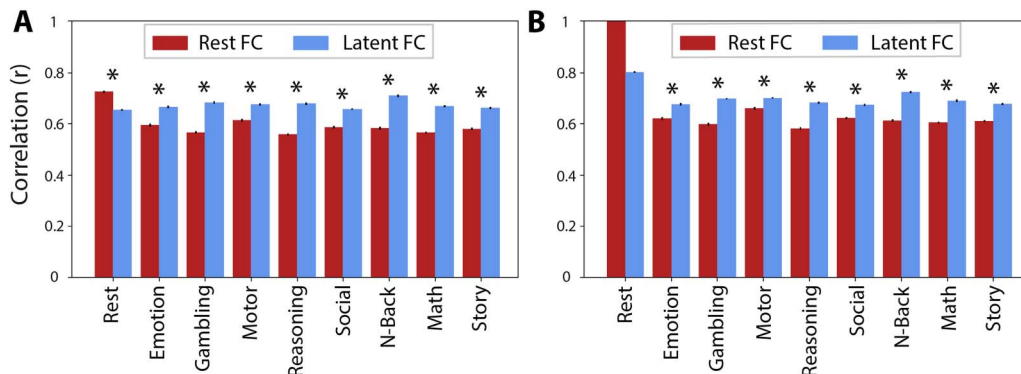 A
Correlation (r)
1
0.8
0.6
0.4
0.2
0
Rest FC
Latent FC
*
*
*
*
*
*
*
*
*
Rest
Emotion
Gambling
Motor
Reasoning
Social
N-Back
Math
Story
B
1
0.8
0.6
0.4
0.2
0
Rest FC
Latent FC
*
*
*
*
*
*
*
*
Rest
Emotion
Gambling
Motor
Reasoning
Social
N-Back
Math
Story